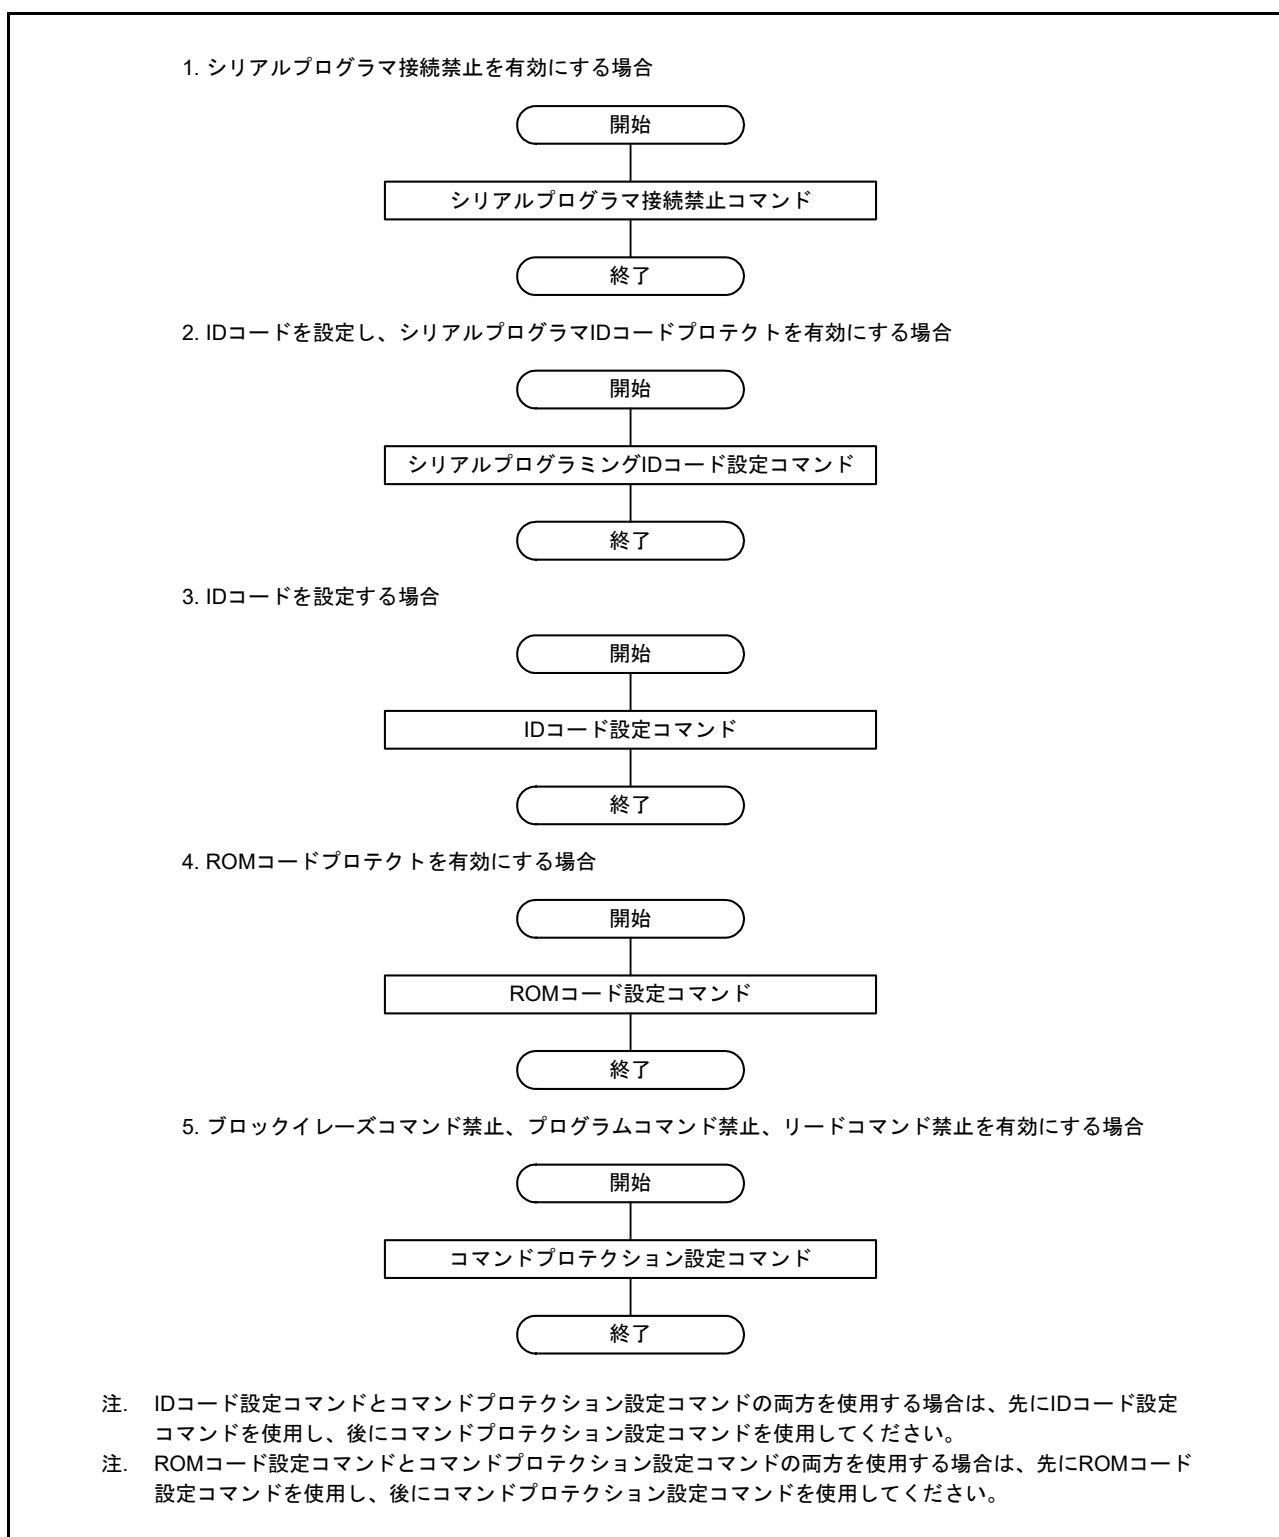 1. シリアルプログラマ接続禁止を有効にする場合
開始
シリアルプログラマ接続禁止コマンド
終了
2. IDコードを設定し、シリアルプログラマIDコードプロテクトを有効にする場合
開始
シリアルプログラミングIDコード設定コマンド
終了
3. IDコードを設定する場合
開始
IDコード設定コマンド
終了
4. ROMコードプロテクトを有効にする場合
開始
ROMコード設定コマンド
終了
5. ブロックイレーズコマンド禁止、プログラムコマンド禁止、リードコマンド禁止を有効にする場合
開始
コマンドプロテクション設定コマンド
終了
注. IDコード設定コマンドとコマンドプロテクション設定コマンドの両方を使用する場合は、先にIDコード設定
コマンドを使用し、後にコマンドプロテクション設定コマンドを使用してください。
注. ROMコード設定コマンドとコマンドプロテクション設定コマンドの両方を使用する場合は、先にROMコード
設定コマンドを使用し、後にコマンドプロテクション設定コマンドを使用してください。